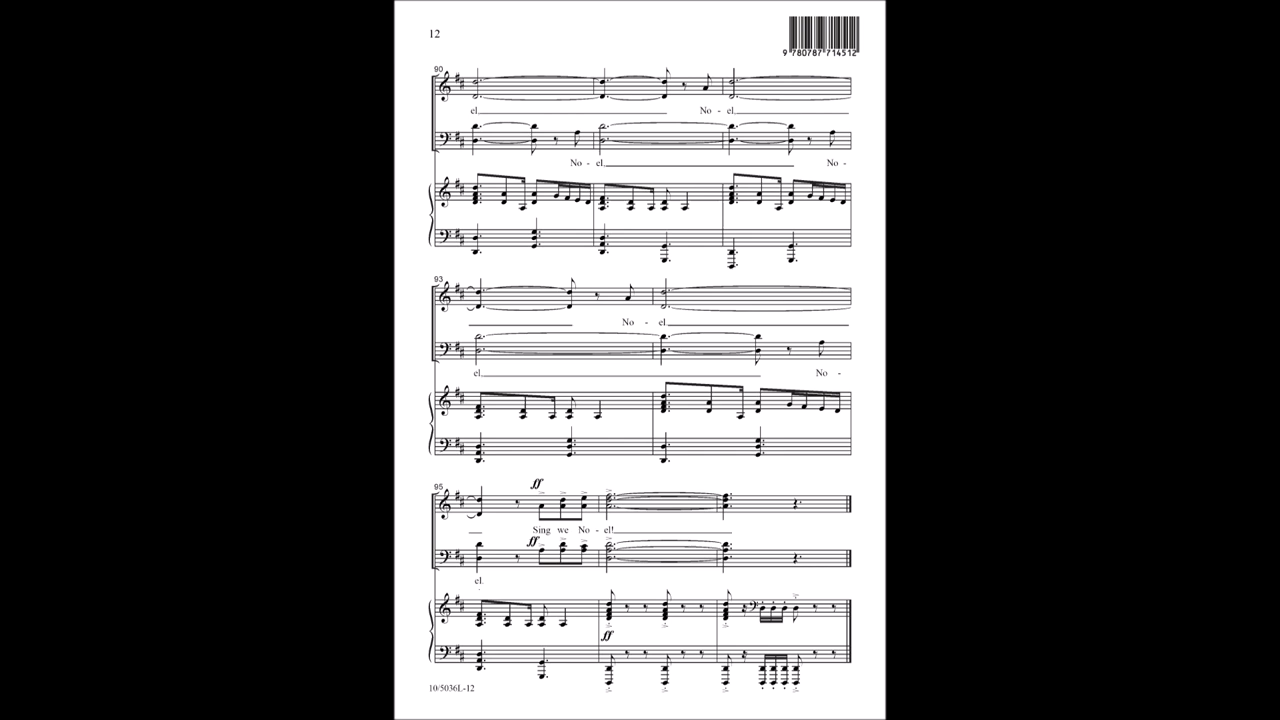 12
9 780787 714512
90
el, No - el,
No - el, No -
93
No - el,
el, No -
95
ff
Sing we No - el!
ff
el.
ff
10/5036L-12